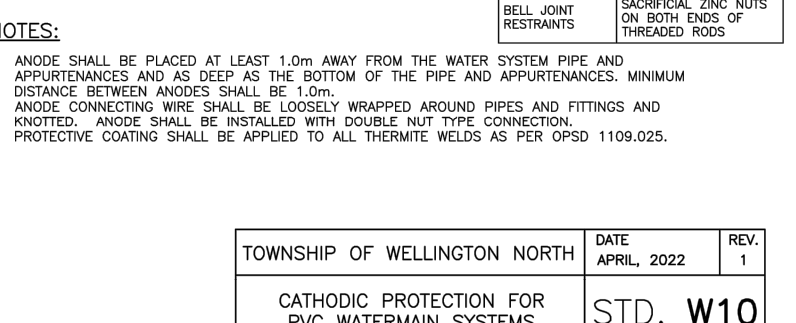 BELL JOINT
RESTRAINTS
SACRIFICIAL ZINC NUTS
ON BOTH ENDS OF
THREADED RODS
NOTES:
ANODE SHALL BE PLACED AT LEAST 1.0m AWAY FROM THE WATER SYSTEM PIPE AND
APPURTENANCES AND AS DEEP AS THE BOTTOM OF THE PIPE AND APPURTENANCES. MINIMUM
DISTANCE BETWEEN ANODES SHALL BE 1.0m.
ANODE CONNECTING WIRE SHALL BE LOOSELY WRAPPED AROUND PIPES AND FITTINGS AND
KNOTTED. ANODE SHALL BE INSTALLED WITH DOUBLE NUT TYPE CONNECTION.
PROTECTIVE COATING SHALL BE APPLIED TO ALL THERMITE WELDS AS PER OPSD 1109.025.
TOWNSHIP OF WELLINGTON NORTH
DATE
APRIL, 2022
REV.
1
CATHODIC PROTECTION FOR
PVC WATERMAIN SYSTEMS
STD. W10